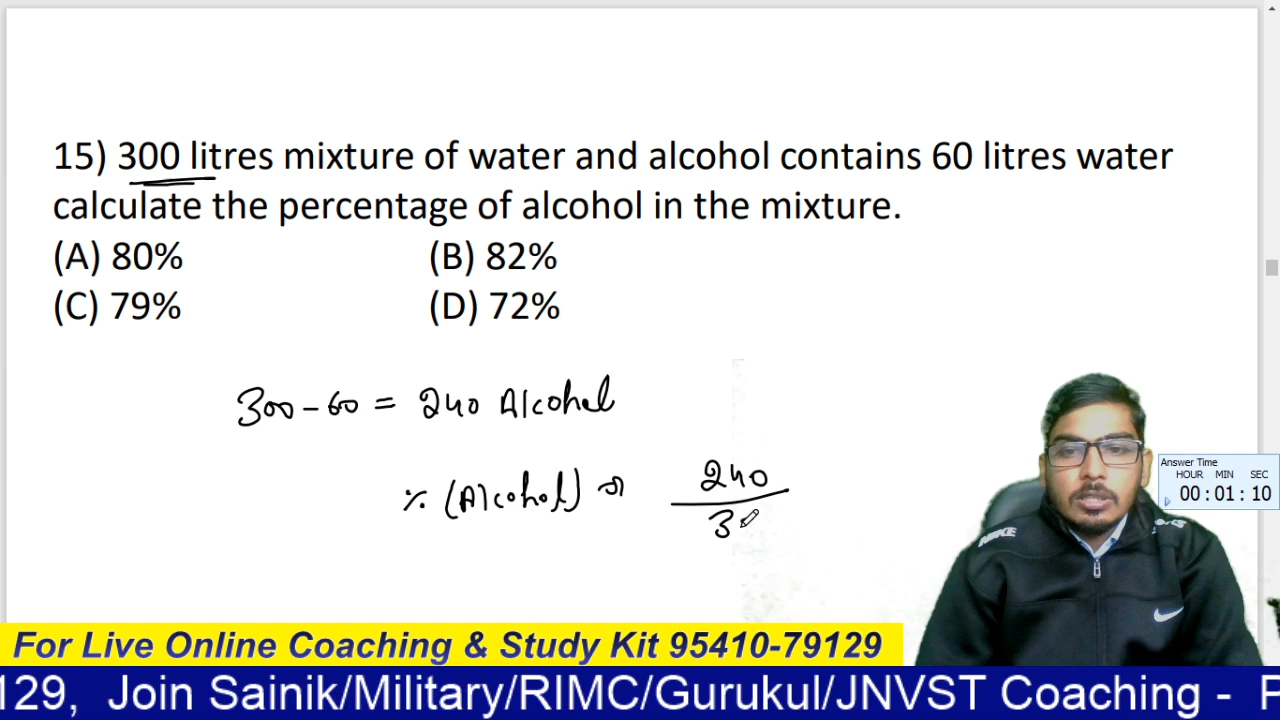 15) 300 litres mixture of water and alcohol contains 60 litres water
calculate the percentage of alcohol in the mixture.
(A) 80% (B) 82%
(C) 79% (D) 72%
300 - 60 = 240 Alcohol
% (Alcohol) ⇒ 240
3
Answer Time
HOUR MIN SEC
00:01:10
NIKE
For Live Online Coaching & Study Kit 95410-79129
129, Join Sainik/Military/RIMC/Gurukul/JNVST Coaching -